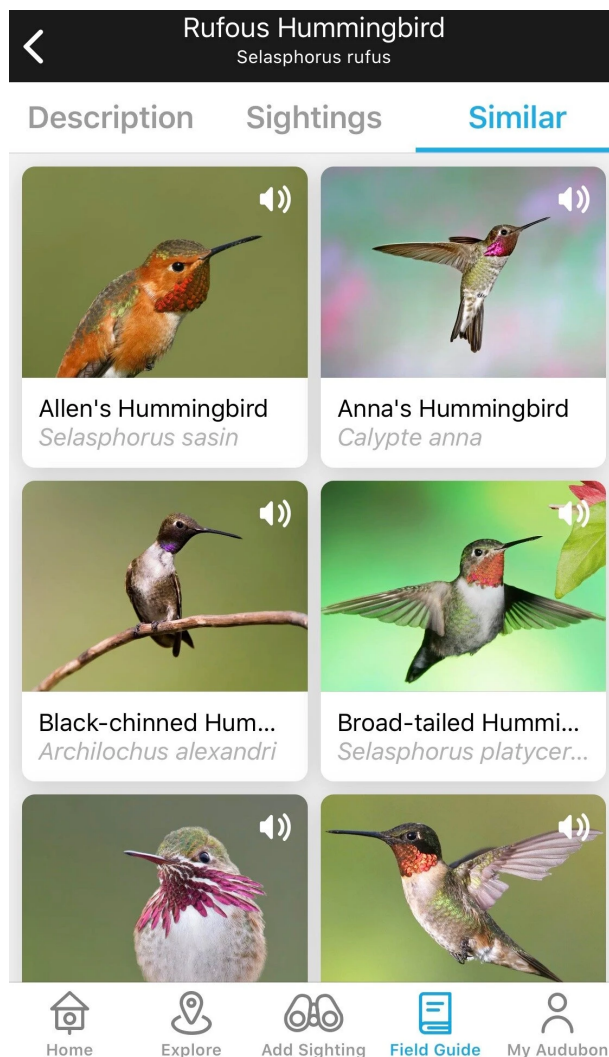 Rufous Hummingbird
Selasphorus rufus
Description Sightings Similar
Allen's Hummingbird
Selasphorus sasin
Anna's Hummingbird
Calypte anna
Black-chinned Hum...
Archilochus alexandri
Broad-tailed Hummi...
Selasphorus platycer...
Home Explore Add Sighting Field Guide My Audubon